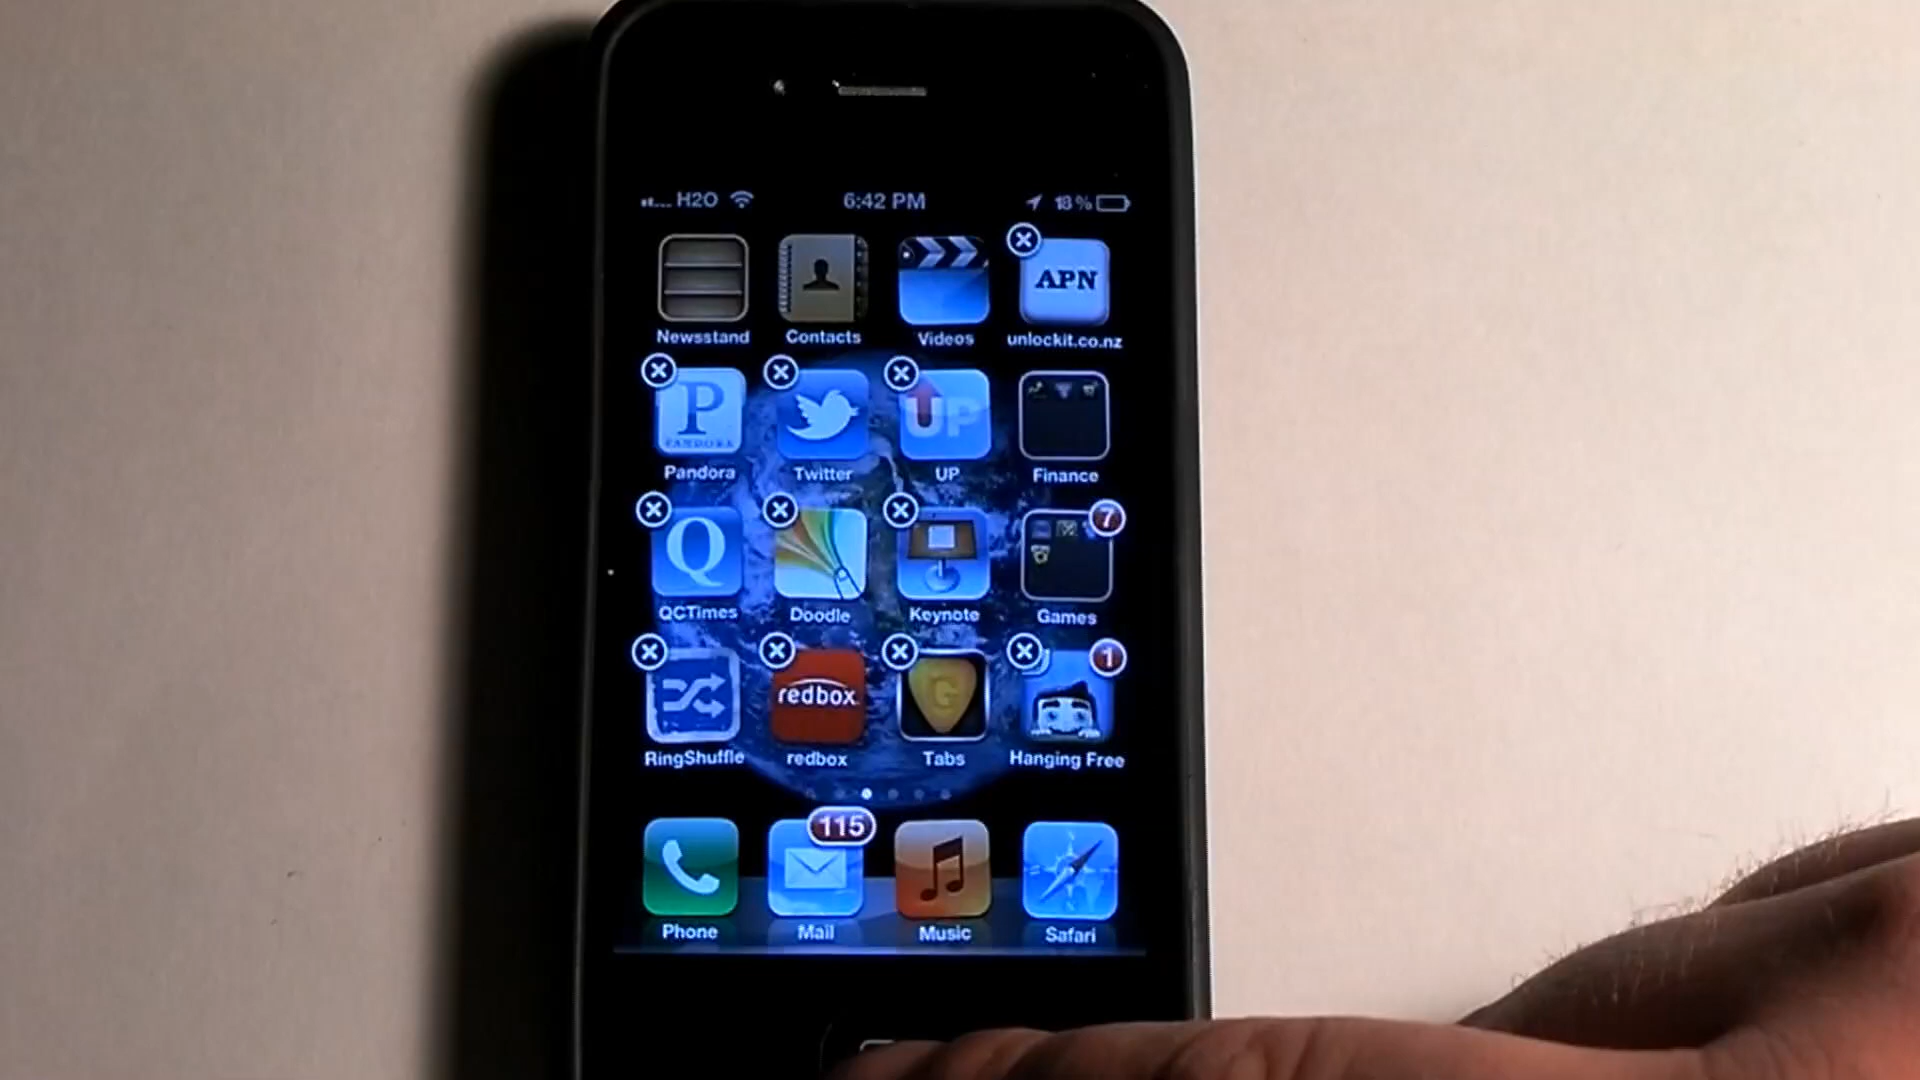 H2O 6:42 PM 18%
APN
Newsstand Contacts Videos unlockit.co.nz
P UP
PANDORA
Pandora Twitter UP Finance
Q 7
QCTimes Doodle Keynote Games
redbox G 1
RingShuffle redbox Tabs Hanging Free
115
Phone Mail Music Safari